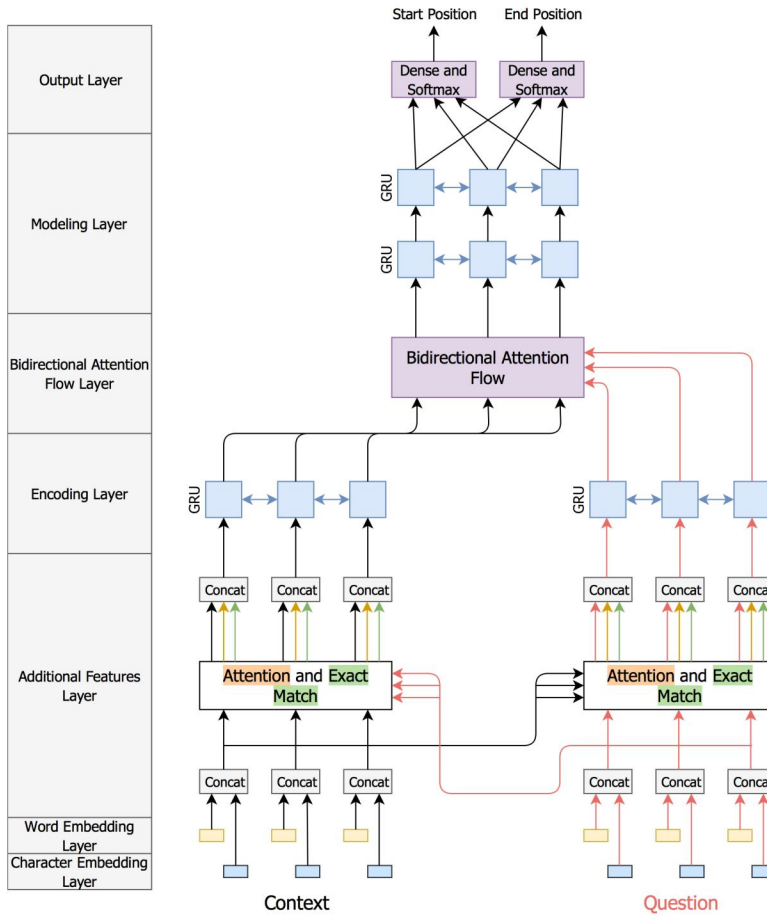 Start Position
End Position
Output Layer
Dense and
Softmax
Dense and
Softmax
Modeling Layer
GRU
GRU
Bidirectional Attention
Flow Layer
Bidirectional Attention
Flow
Encoding Layer
GRU
GRU
Additional Features
Layer
Concat
Concat
Concat
Concat
Concat
Concat
Attention and Exact
Match
Attention and Exact
Match
Concat
Concat
Concat
Concat
Concat
Concat
Word Embedding
Layer
Character Embedding
Layer
Context
Question